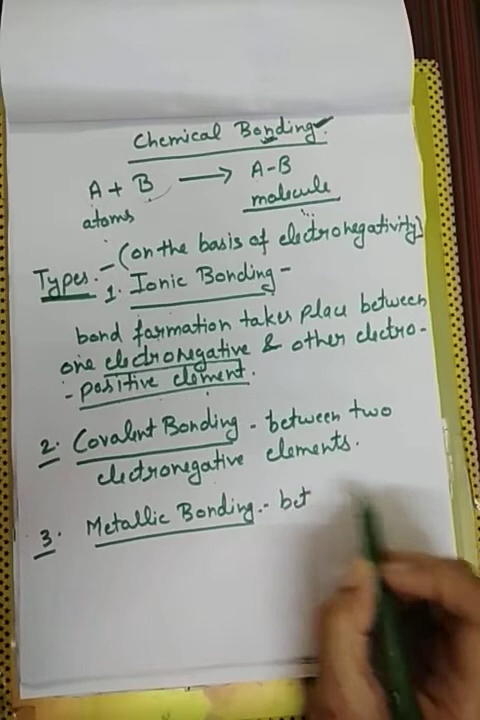 Chemical Bonding.
A + B → A-B
atoms molecule
Types:- (on the basis of electronegativity)
1. Ionic Bonding -
bond formation takes place between
one electronegative & other electro-
- positive element.
2. Covalent Bonding - between two
electronegative elements.
3. Metallic Bonding.- bet